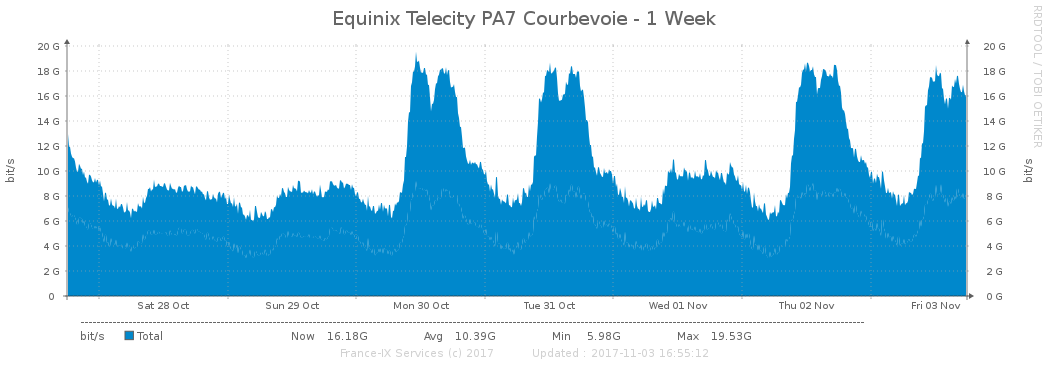 Equinix Telecity PA7 Courbevoie - 1 Week
RRDTOOL / TOBI OETIKER
bit/s
20 G
18 G
16 G
14 G
12 G
10 G
8 G
6 G
4 G
2 G
0
20 G
18 G
16 G
14 G
12 G
10 G
8 G
6 G
4 G
2 G
0 G
bit/s
Sat 28 Oct Sun 29 Oct Mon 30 Oct Tue 31 Oct Wed 01 Nov Thu 02 Nov Fri 03 Nov
bit/s Total Now 16.18G Avg 10.39G Min 5.98G Max 19.53G
France-IX Services (c) 2017 Updated : 2017-11-03 16:55:12